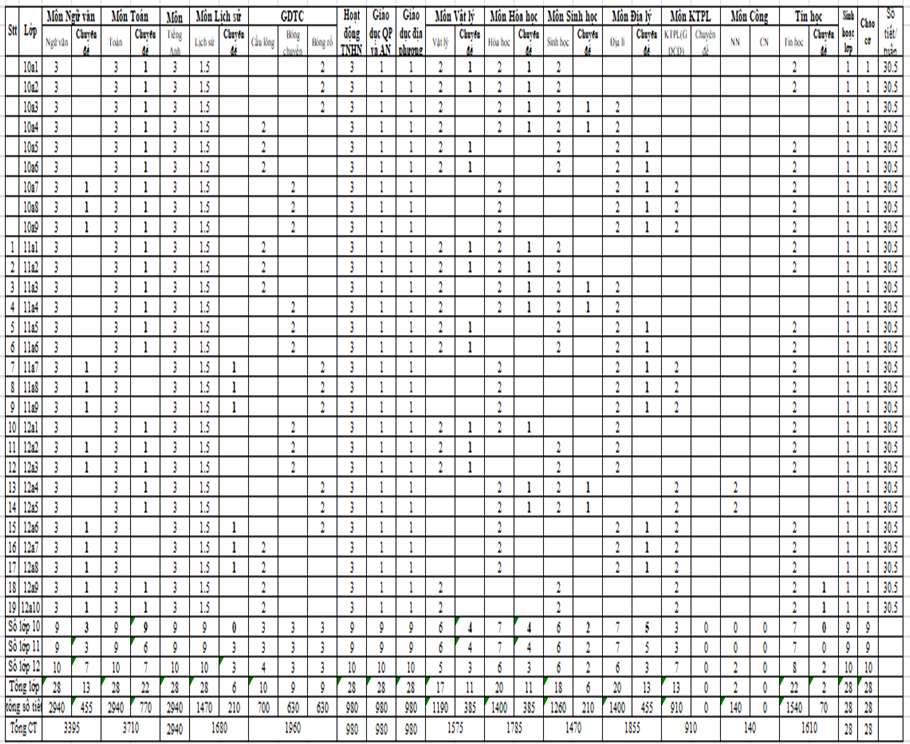 Môn Ngữ văn Môn Toán Môn Môn Lịch sử GDTC Hoạt động TNHN Giáo dục QP và AN Giáo dục địa phương Môn Vật lý Môn Hóa học Môn Sinh học Môn Địa lý Môn KTPL Môn Công Tin học Sinh hoạt lớp Chào cờ Số tiết/ tuần
Stt Lớp Ngữ văn Chuyên đề Toán Chuyên đề Tiếng Anh Lịch sử Chuyên đề Cầu lông Bóng chuyền Bóng rổ Vật lý Chuyên đề Hóa học Chuyên đề Sinh học Chuyên đề Địa lí Chuyên đề KTPL(GDCD) Chuyên đề NN CN Tin học Chuyên đề
10a1 3 3 1 3 1.5 2 3 1 1 2 1 2 1 2 2 1 1 30.5
10a2 3 3 1 3 1.5 2 3 1 1 2 1 2 1 2 2 1 1 30.5
10a3 3 3 1 3 1.5 2 3 1 1 2 2 1 2 1 2 1 1 30.5
10a4 3 3 1 3 1.5 2 3 1 1 2 2 1 2 1 2 1 1 30.5
10a5 3 3 1 3 1.5 2 3 1 1 2 1 2 2 1 2 1 1 30.5
10a6 3 3 1 3 1.5 2 3 1 1 2 1 2 2 1 2 1 1 30.5
10a7 3 1 3 1 3 1.5 2 3 1 1 2 2 1 2 2 1 1 30.5
10a8 3 1 3 1 3 1.5 2 3 1 1 2 2 1 2 2 1 1 30.5
10a9 3 1 3 1 3 1.5 2 3 1 1 2 2 1 2 2 1 1 30.5
1 11a1 3 3 1 3 1.5 2 3 1 1 2 1 2 1 2 2 1 1 30.5
2 11a2 3 3 1 3 1.5 2 3 1 1 2 1 2 1 2 2 1 1 30.5
3 11a3 3 3 1 3 1.5 2 3 1 1 2 2 1 2 1 2 1 1 30.5
4 11a4 3 3 1 3 1.5 2 3 1 1 2 2 1 2 1 2 1 1 30.5
5 11a5 3 3 1 3 1.5 2 3 1 1 2 1 2 2 1 2 1 1 30.5
6 11a6 3 3 1 3 1.5 2 3 1 1 2 1 2 2 1 2 1 1 30.5
7 11a7 3 1 3 3 1.5 1 2 3 1 1 2 2 1 2 2 1 1 30.5
8 11a8 3 1 3 3 1.5 1 2 3 1 1 2 2 1 2 2 1 1 30.5
9 11a9 3 1 3 3 1.5 1 2 3 1 1 2 2 1 2 2 1 1 30.5
10 12a1 3 3 1 3 1.5 2 3 1 1 2 1 2 1 2 2 1 1 30.5
11 12a2 3 1 3 1 3 1.5 2 3 1 1 2 1 2 2 2 1 1 30.5
12 12a3 3 1 3 1 3 1.5 2 3 1 1 2 1 2 2 2 1 1 30.5
13 12a4 3 3 1 3 1.5 2 3 1 1 2 1 2 1 2 2 1 1 30.5
14 12a5 3 3 1 3 1.5 2 3 1 1 2 1 2 1 2 2 1 1 30.5
15 12a6 3 1 3 3 1.5 1 2 3 1 1 2 2 1 2 2 1 1 30.5
16 12a7 3 1 3 3 1.5 1 2 3 1 1 2 2 1 2 2 1 1 30.5
17 12a8 3 1 3 3 1.5 1 2 3 1 1 2 2 1 2 2 1 1 30.5
18 12a9 3 1 3 1 3 1.5 2 3 1 1 2 2 2 2 1 1 1 30.5
19 12a10 3 1 3 1 3 1.5 2 3 1 1 2 2 2 2 1 1 1 30.5
Số lớp 10 9 3 9 9 9 9 0 3 3 3 9 9 9 6 4 7 4 6 2 7 5 3 0 0 0 7 0 9 9
Số lớp 11 9 3 9 6 9 9 3 3 3 3 9 9 9 6 4 7 4 6 2 7 5 3 0 0 0 7 0 9 9
Số lớp 12 10 7 10 7 10 10 3 4 3 3 10 10 10 5 3 6 3 6 2 6 3 7 0 2 0 8 2 10 10
Tổng lớp 28 13 28 22 28 28 6 10 9 9 28 28 28 17 11 20 11 18 6 20 13 13 0 2 0 22 2 28 28
ổng số tiế 2940 455 2940 770 2940 1470 210 700 630 630 980 980 980 1190 385 1400 385 1260 210 1400 455 910 0 140 0 1540 70 28 28
Tổng CT 3395 3710 2940 1680 1960 980 980 980 1575 1785 1470 1855 910 140 1610 28 28